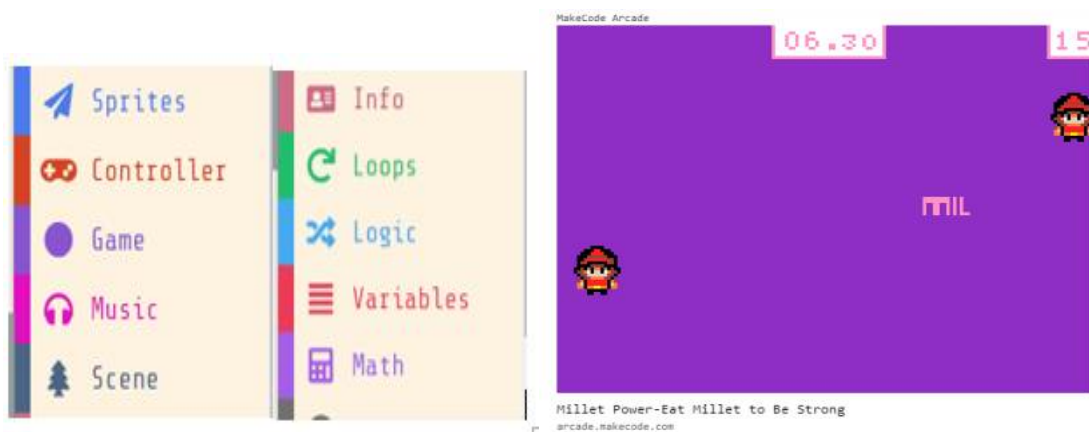 Sprites
Controller
Game
Music
Scene
Info
Loops
Logic
Variables
Math
MakeCode Arcade
06.30
15
MIL
Millet Power-Eat Millet to Be Strong
arcade.makecode.com